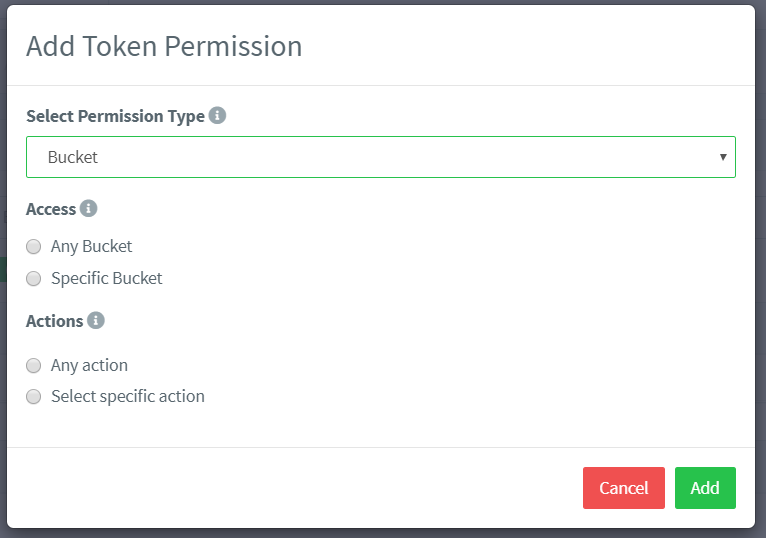 Add Token Permission
Select Permission Type
Bucket
Access
Any Bucket
Specific Bucket
Actions
Any action
Select specific action
Cancel Add